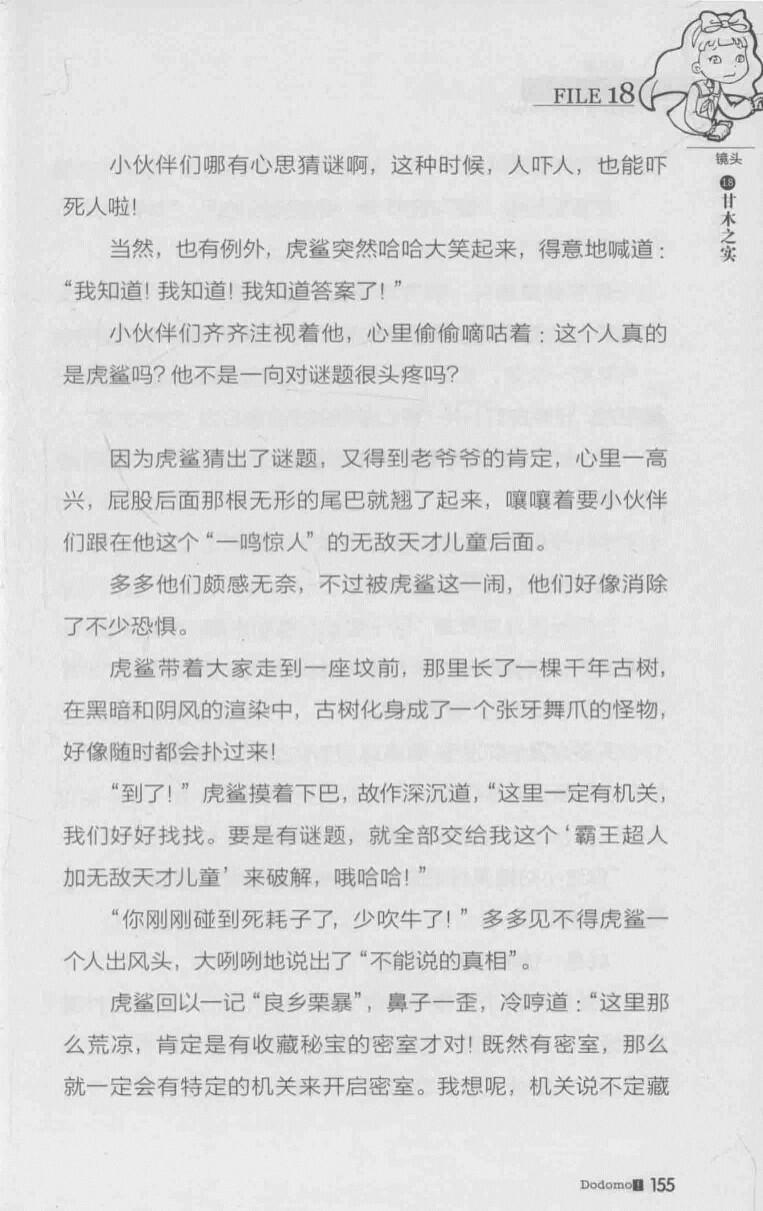 FILE 18
镜头
18
甘木之实
小伙伴们哪有心思猜谜啊，这种时候，人吓人，也能吓
死人啦！
当然，也有例外，虎鲨突然哈哈大笑起来，得意地喊道：
“我知道！我知道！我知道答案了！”
小伙伴们齐齐注视着他，心里偷偷嘀咕着：这个人真的
是虎鲨吗？他不是一向对谜题很头疼吗？
因为虎鲨猜出了谜题，又得到老爷爷的肯定，心里一高
兴，屁股后面那根无形的尾巴就翘了起来，嚷嚷着要小伙伴
们跟在他这个“一鸣惊人”的无敌天才儿童后面。
多多他们颇感无奈，不过被虎鲨这一闹，他们好像消除
了不少恐惧。
虎鲨带着大家走到一座坟前，那里长了一棵千年古树，
在黑暗和阴风的渲染中，古树化身成了一个张牙舞爪的怪物，
好像随时都会扑过来！
“到了！”虎鲨摸着下巴，故作深沉道，“这里一定有机关，
我们好好找找。要是有谜题，就全部交给我这个‘霸王超人
加无敌天才儿童’来破解，哦哈哈！”
“你刚刚碰到死耗子了，少吹牛了！”多多见不得虎鲨一
个人出风头，大咧咧地说出了“不能说的真相”。
虎鲨回以一记“良乡栗暴”，鼻子一歪，冷哼道：“这里那
么荒凉，肯定是有收藏秘宝的密室才对！既然有密室，那么
就一定会有特定的机关来开启密室。我想呢，机关说不定藏
Dodomo! 155